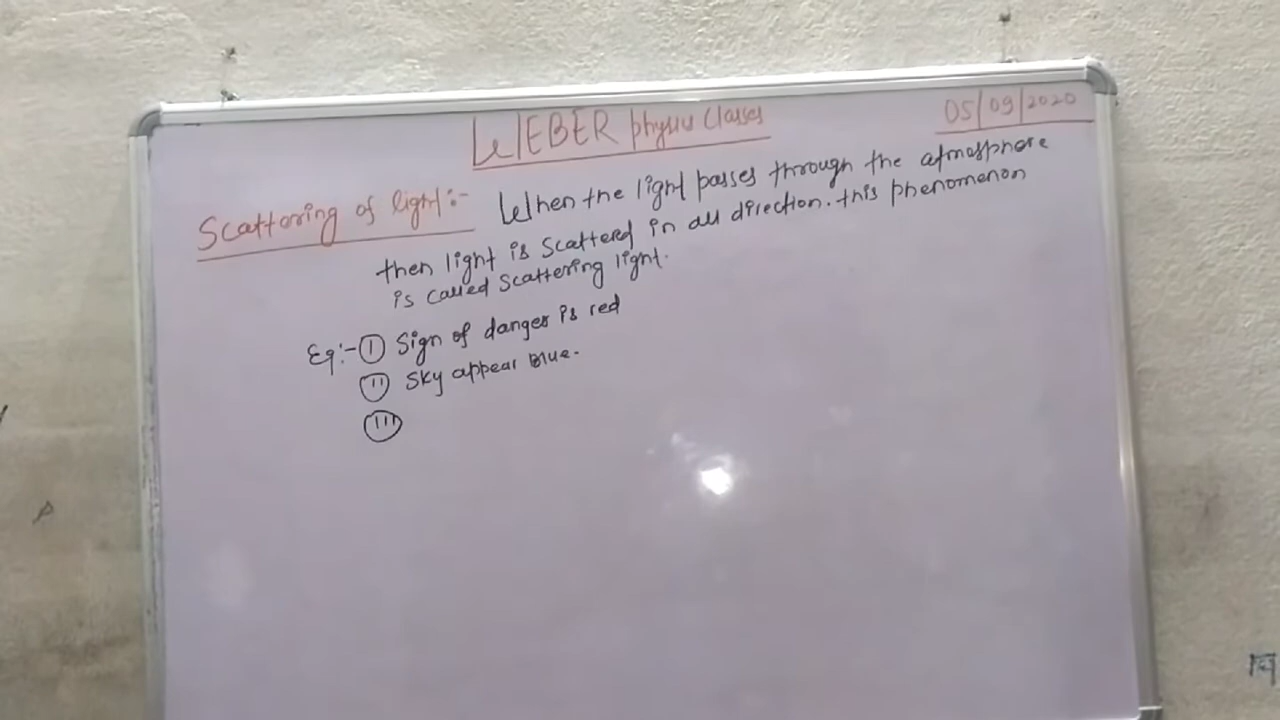 WEBER physics Classes
05/09/2020
Scattering of light:- When the light passes through the atmosphere
then light is scattered in all direction. this phenomenon
is called scattering light.
Eg:- (i) Sign of danger is red
(ii) Sky appear Blue.
(iii)